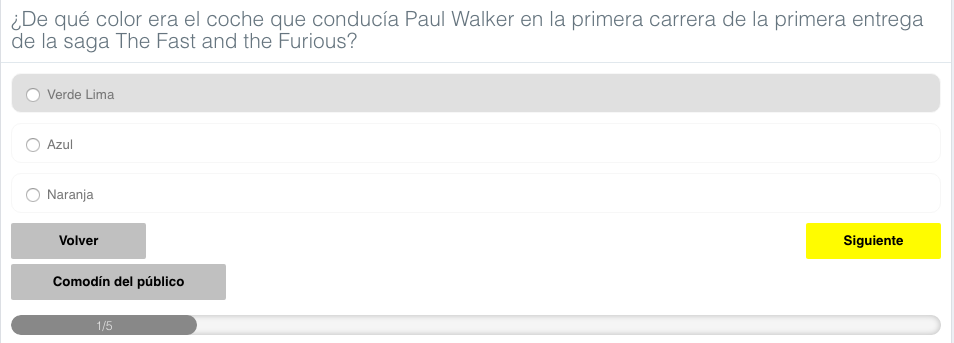 ¿De qué color era el coche que conducía Paul Walker en la primera carrera de la primera entrega
de la saga The Fast and the Furious?
Verde Lima
Azul
Naranja
Volver
Siguiente
Comodín del público
1/5